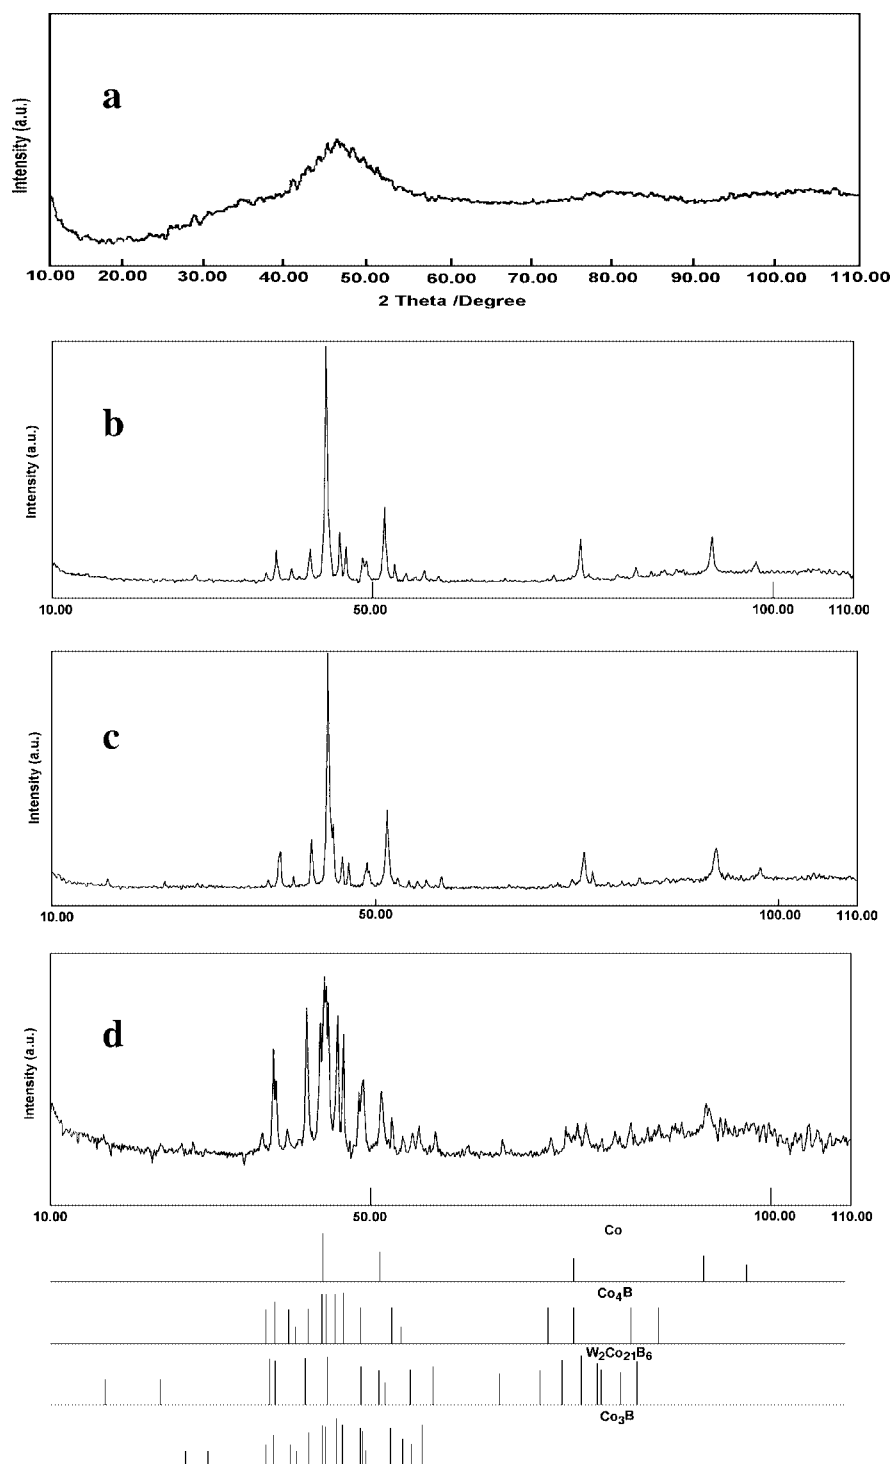 a
Intensity (a.u.)
10.00 20.00 30.00 40.00 50.00 60.00 70.00 80.00 90.00 100.00 110.00
2 Theta /Degree
b
Intensity (a.u.)
10.00 50.00 100.00 110.00
c
Intensity (a.u.)
10.00 50.00 100.00 110.00
d
Intensity (a.u.)
10.00 50.00 100.00 110.00
Co
Co4B
W2Co21B6
Co3B